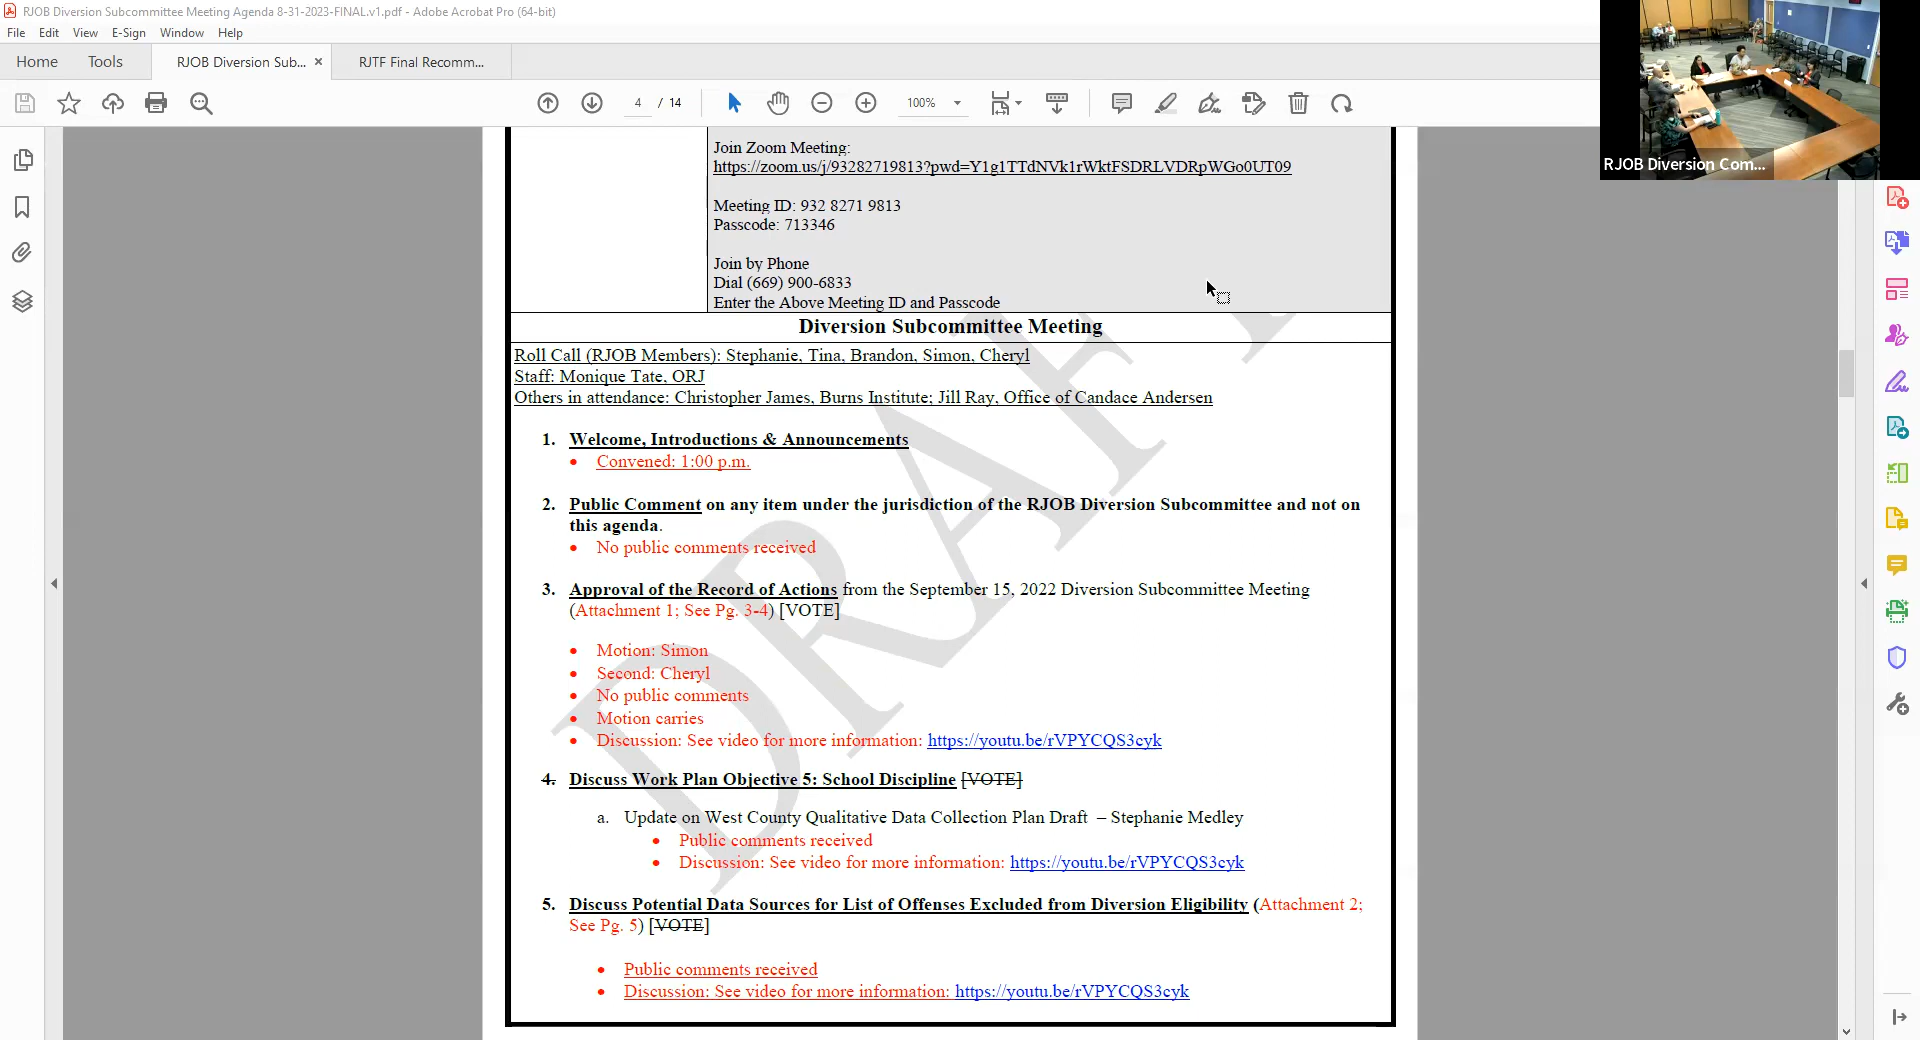 RJOB Diversion Subcommittee Meeting Agenda 8-31-2023-FINAL.v1.pdf - Adobe Acrobat Pro (64-bit)
File Edit View E-Sign Window Help
Home Tools RJOB Diversion Sub... × RJTF Final Recomm...
4 / 14 100%
RJOB Diversion Com...
Join Zoom Meeting:
https://zoom.us/j/93282719813?pwd=Y1g1TTdNVk1rWktFSDRLVDRpWGo0UT09
Meeting ID: 932 8271 9813
Passcode: 713346
Join by Phone
Dial (669) 900-6833
Enter the Above Meeting ID and Passcode
Diversion Subcommittee Meeting
Roll Call (RJOB Members): Stephanie, Tina, Brandon, Simon, Cheryl
Staff: Monique Tate, ORJ
Others in attendance: Christopher James, Burns Institute; Jill Ray, Office of Candace Andersen
1. Welcome, Introductions & Announcements
• Convened: 1:00 p.m.
2. Public Comment on any item under the jurisdiction of the RJOB Diversion Subcommittee and not on
this agenda.
• No public comments received
3. Approval of the Record of Actions from the September 15, 2022 Diversion Subcommittee Meeting
(Attachment 1; See Pg. 3-4) [VOTE]
• Motion: Simon
• Second: Cheryl
• No public comments
• Motion carries
• Discussion: See video for more information: https://youtu.be/rVPYCQS3cyk
4. Discuss Work Plan Objective 5: School Discipline [VOTE]
a. Update on West County Qualitative Data Collection Plan Draft – Stephanie Medley
• Public comments received
• Discussion: See video for more information: https://youtu.be/rVPYCQS3cyk
5. Discuss Potential Data Sources for List of Offenses Excluded from Diversion Eligibility (Attachment 2;
See Pg. 5) [VOTE]
• Public comments received
• Discussion: See video for more information: https://youtu.be/rVPYCQS3cyk
DRAFT